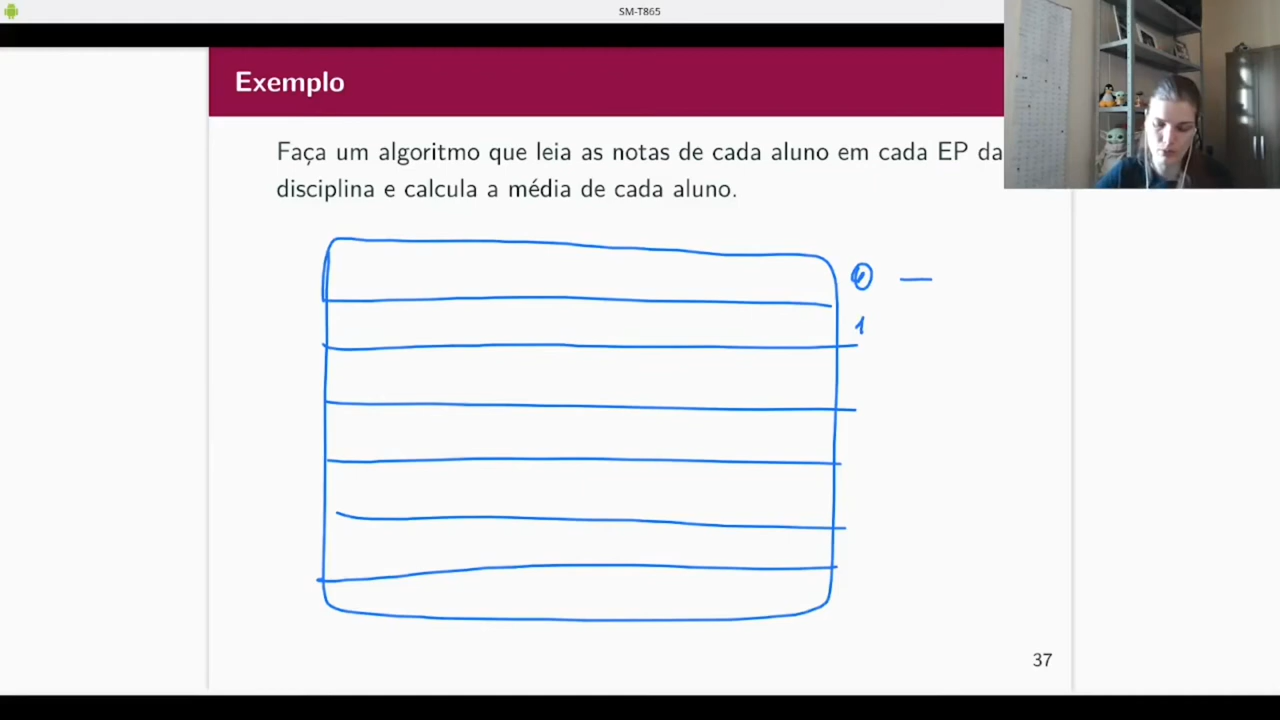 SM-T865
Exemplo
Faça um algoritmo que leia as notas de cada aluno em cada EP da
disciplina e calcula a média de cada aluno.
0 —
1
37